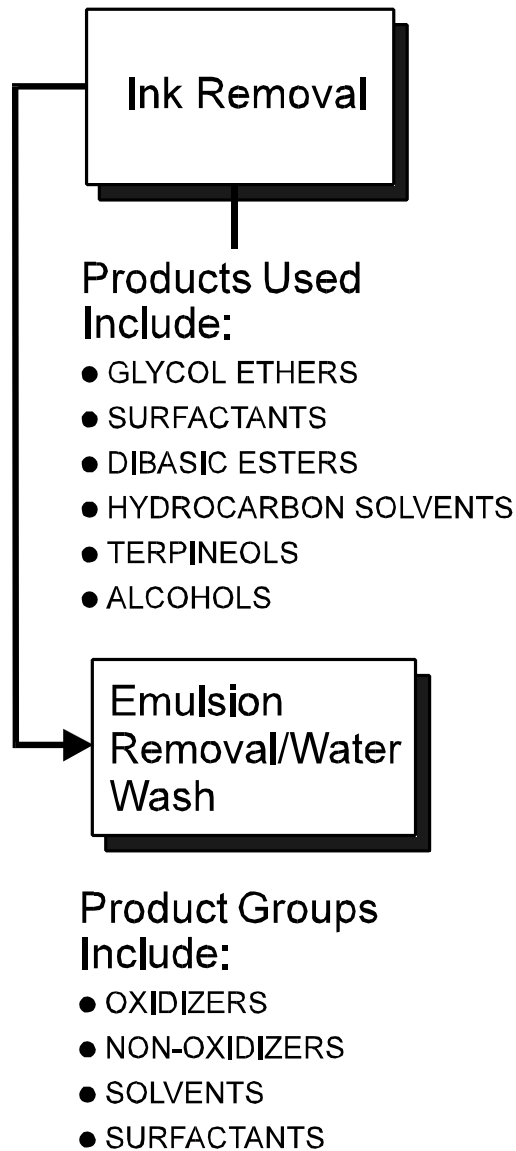 Ink Removal
Products Used
Include:
● GLYCOL ETHERS
● SURFACTANTS
● DIBASIC ESTERS
● HYDROCARBON SOLVENTS
● TERPINEOLS
● ALCOHOLS
Emulsion
Removal/Water
Wash
Product Groups
Include:
● OXIDIZERS
● NON-OXIDIZERS
● SOLVENTS
● SURFACTANTS